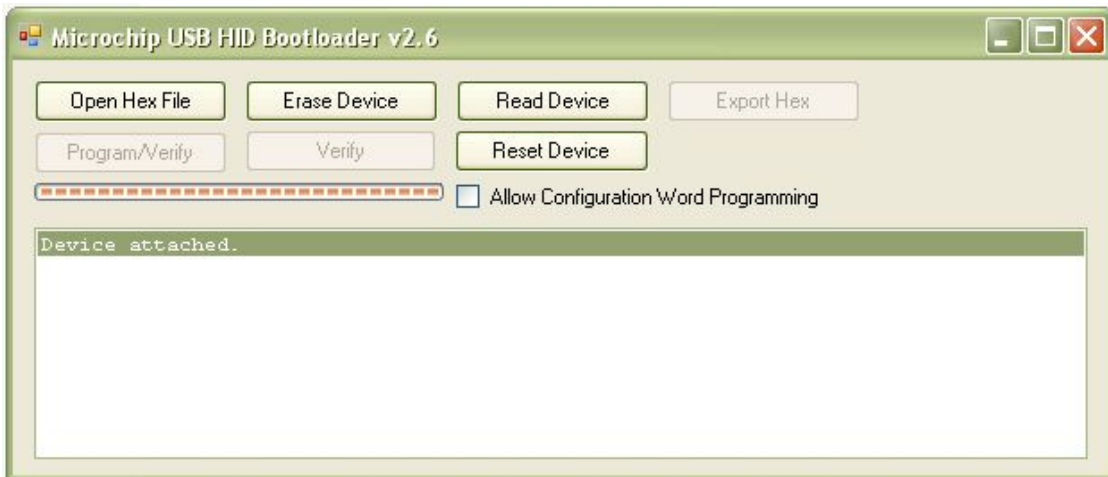 Microchip USB HID Bootloader v2.6
Open Hex File Erase Device Read Device Export Hex
Program/Verify Verify Reset Device
Allow Configuration Word Programming
Device attached.